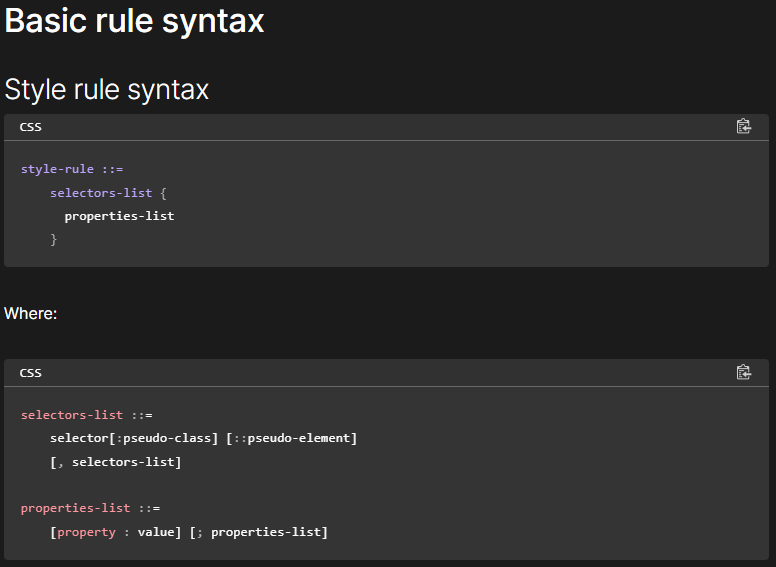 Basic rule syntax
Style rule syntax
CSS
style-rule ::=
    selectors-list {
      properties-list
    }
Where:
CSS
selectors-list ::=
    selector[:pseudo-class] [::pseudo-element]
    [, selectors-list]
properties-list ::=
    [property : value] [; properties-list]